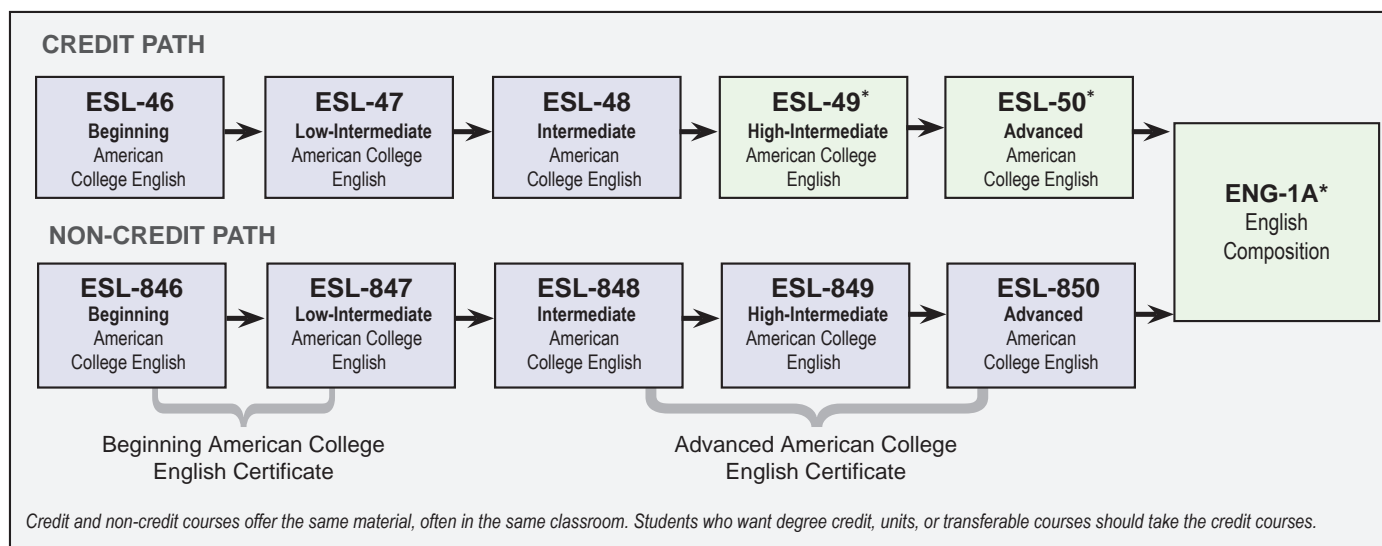 CREDIT PATH
ESL-46
Beginning
American
College English
ESL-47
Low-Intermediate
American College
English
ESL-48
Intermediate
American
College English
ESL-49*
High-Intermediate
American College
English
ESL-50*
Advanced
American
College English
ENG-1A*
English
Composition
NON-CREDIT PATH
ESL-846
Beginning
American
College English
ESL-847
Low-Intermediate
American College
English
ESL-848
Intermediate
American
College English
ESL-849
High-Intermediate
American College
English
ESL-850
Advanced
American
College English
Beginning American College
English Certificate
Advanced American College
English Certificate
Credit and non-credit courses offer the same material, often in the same classroom. Students who want degree credit, units, or transferable courses should take the credit courses.